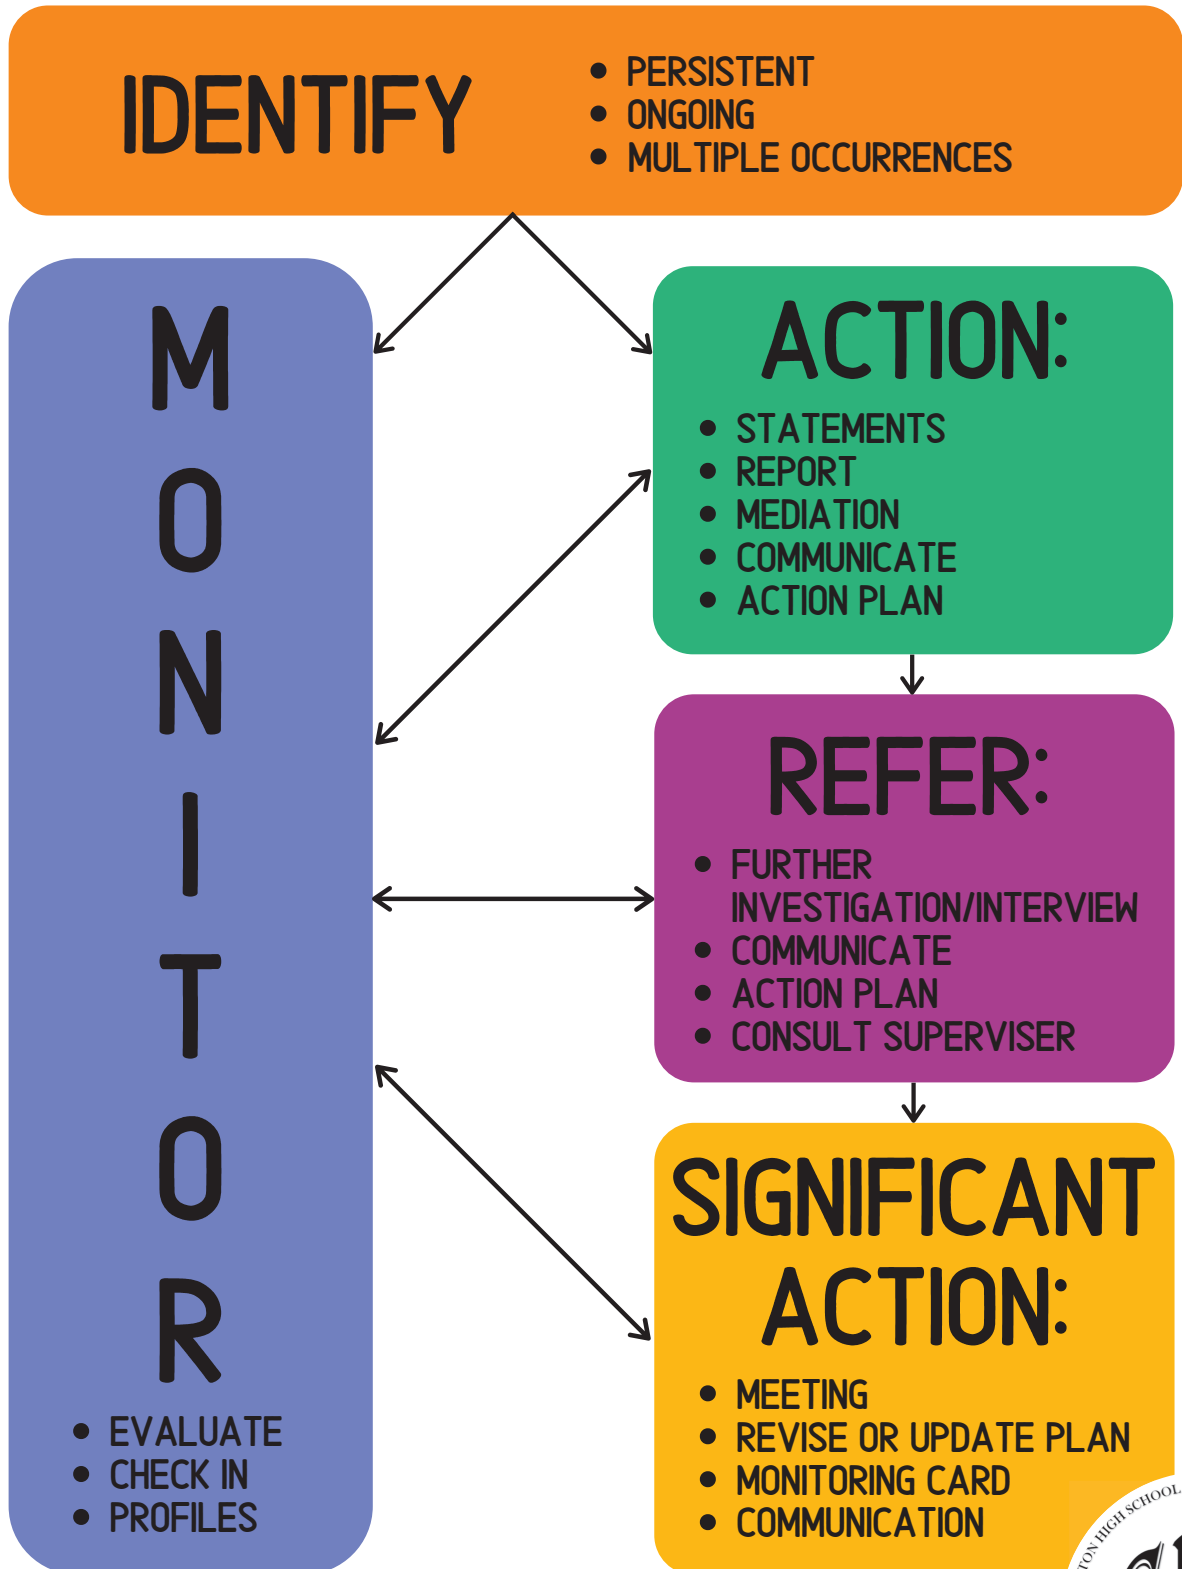 IDENTIFY
• PERSISTENT
• ONGOING
• MULTIPLE OCCURRENCES
M
O
N
I
T
O
R
• EVALUATE
• CHECK IN
• PROFILES
ACTION:
• STATEMENTS
• REPORT
• MEDIATION
• COMMUNICATE
• ACTION PLAN
REFER:
• FURTHER
INVESTIGATION/INTERVIEW
• COMMUNICATE
• ACTION PLAN
• CONSULT SUPERVISER
SIGNIFICANT
ACTION:
• MEETING
• REVISE OR UPDATE PLAN
• MONITORING CARD
• COMMUNICATION
HIGH SCHOOL